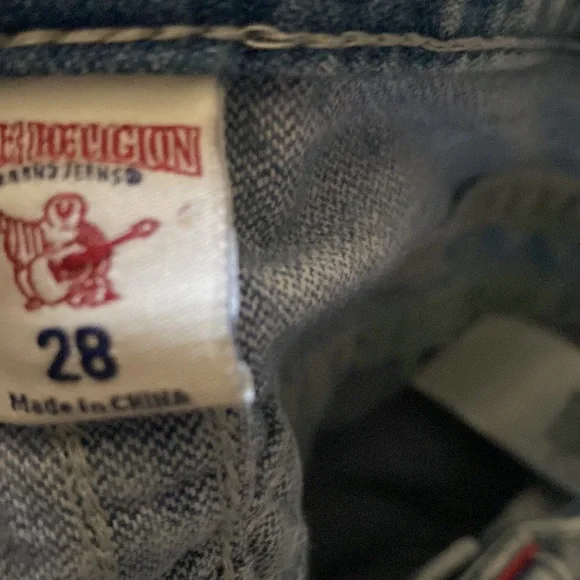 E RELIGION
BRAND JEANS®
28
Made In CHINA